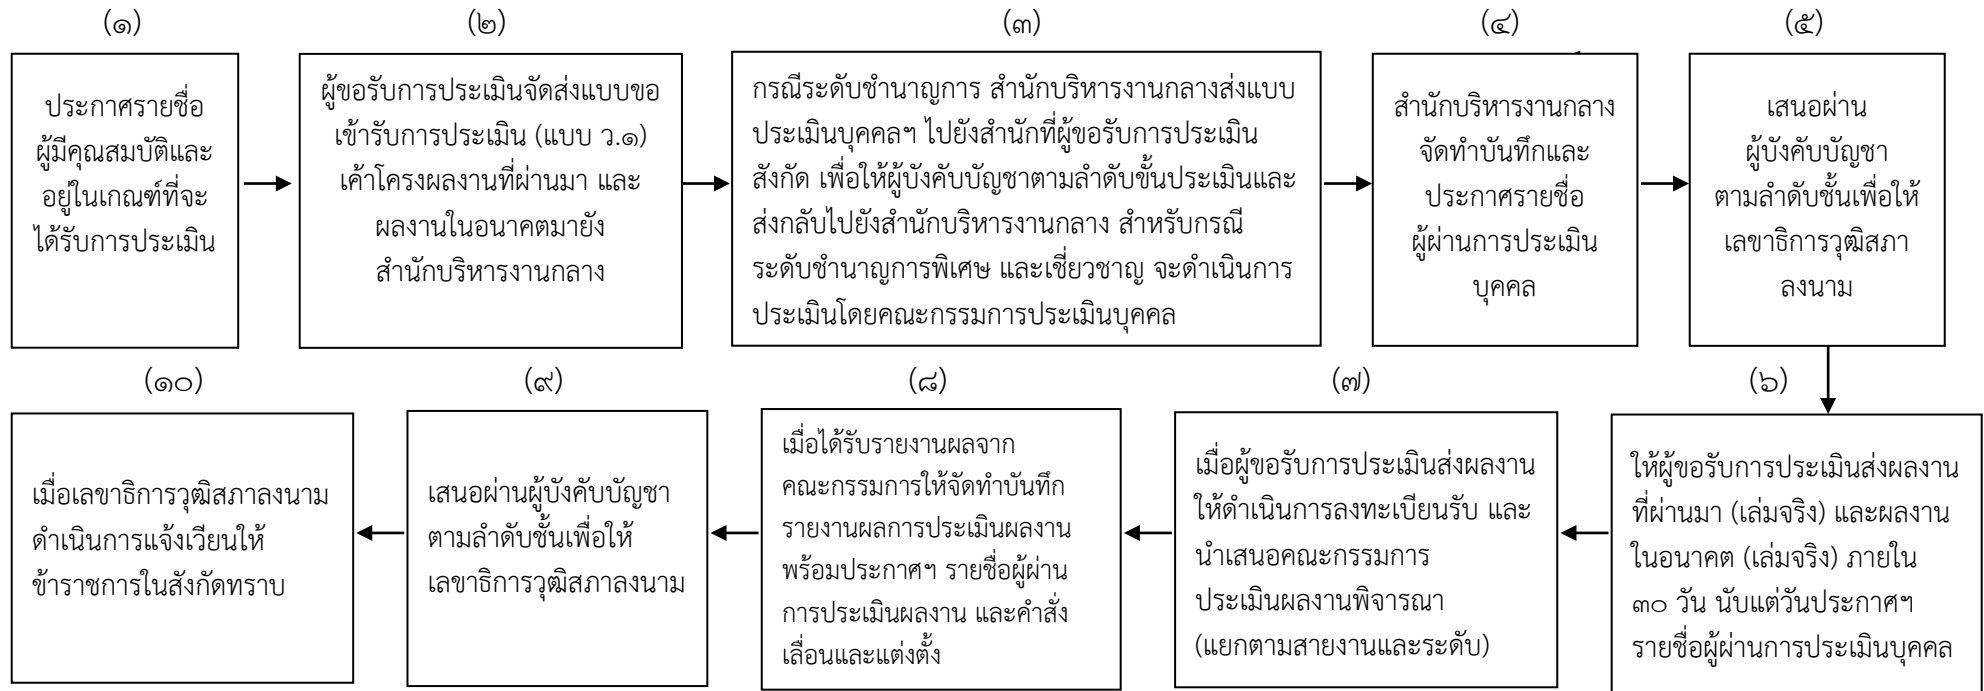 (๑)
ประกาศรายชื่อ
ผู้มีคุณสมบัติและ
อยู่ในเกณฑ์ที่จะ
ได้รับการประเมิน
(๒)
ผู้ขอรับการประเมินจัดส่งแบบขอ
เข้ารับการประเมิน (แบบ ว.๑)
เค้าโครงผลงานที่ผ่านมา และ
ผลงานในอนาคตมายัง
สำนักบริหารงานกลาง
(๓)
กรณีระดับชำนาญการ สำนักบริหารงานกลางส่งแบบ
ประเมินบุคคลฯ ไปยังสำนักที่ผู้ขอรับการประเมิน
สังกัด เพื่อให้ผู้บังคับบัญชาตามลำดับขั้นประเมินและ
ส่งกลับไปยังสำนักบริหารงานกลาง สำหรับกรณี
ระดับชำนาญการพิเศษ และเชี่ยวชาญ จะดำเนินการ
ประเมินโดยคณะกรรมการประเมินบุคคล
(๔)
สำนักบริหารงานกลาง
จัดทำบันทึกและ
ประกาศรายชื่อ
ผู้ผ่านการประเมิน
บุคคล
(๕)
เสนอผ่าน
ผู้บังคับบัญชา
ตามลำดับชั้นเพื่อให้
เลขาธิการวุฒิสภา
ลงนาม
(๖)
ให้ผู้ขอรับการประเมินส่งผลงาน
ที่ผ่านมา (เล่มจริง) และผลงาน
ในอนาคต (เล่มจริง) ภายใน
๓๐ วัน นับแต่วันประกาศฯ
รายชื่อผู้ผ่านการประเมินบุคคล
(๗)
เมื่อผู้ขอรับการประเมินส่งผลงาน
ให้ดำเนินการลงทะเบียนรับ และ
นำเสนอคณะกรรมการ
ประเมินผลงานพิจารณา
(แยกตามสายงานและระดับ)
(๘)
เมื่อได้รับรายงานผลจาก
คณะกรรมการให้จัดทำบันทึก
รายงานผลการประเมินผลงาน
พร้อมประกาศฯ รายชื่อผู้ผ่าน
การประเมินผลงาน และคำสั่ง
เลื่อนและแต่งตั้ง
(๙)
เสนอผ่านผู้บังคับบัญชา
ตามลำดับชั้นเพื่อให้
เลขาธิการวุฒิสภาลงนาม
(๑๐)
เมื่อเลขาธิการวุฒิสภาลงนาม
ดำเนินการแจ้งเวียนให้
ข้าราชการในสังกัดทราบ